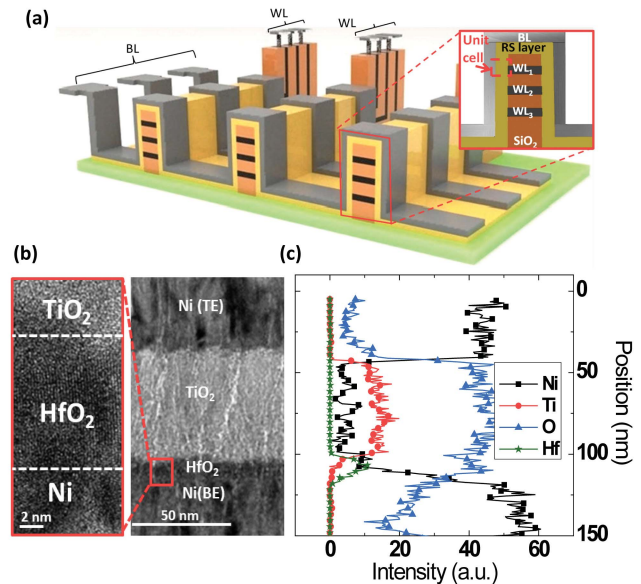 (a)
WL
WL
BL
BL
Unit
cell
RS layer
WL1
WL2
WL3
SiO2
(b)
TiO2
HfO2
Ni
2 nm
Ni (TE)
TiO2
HfO2
Ni(BE)
50 nm
(c)
0
50
100
150
Position (nm)
Ni
Ti
O
Hf
0
20
40
60
Intensity (a.u.)